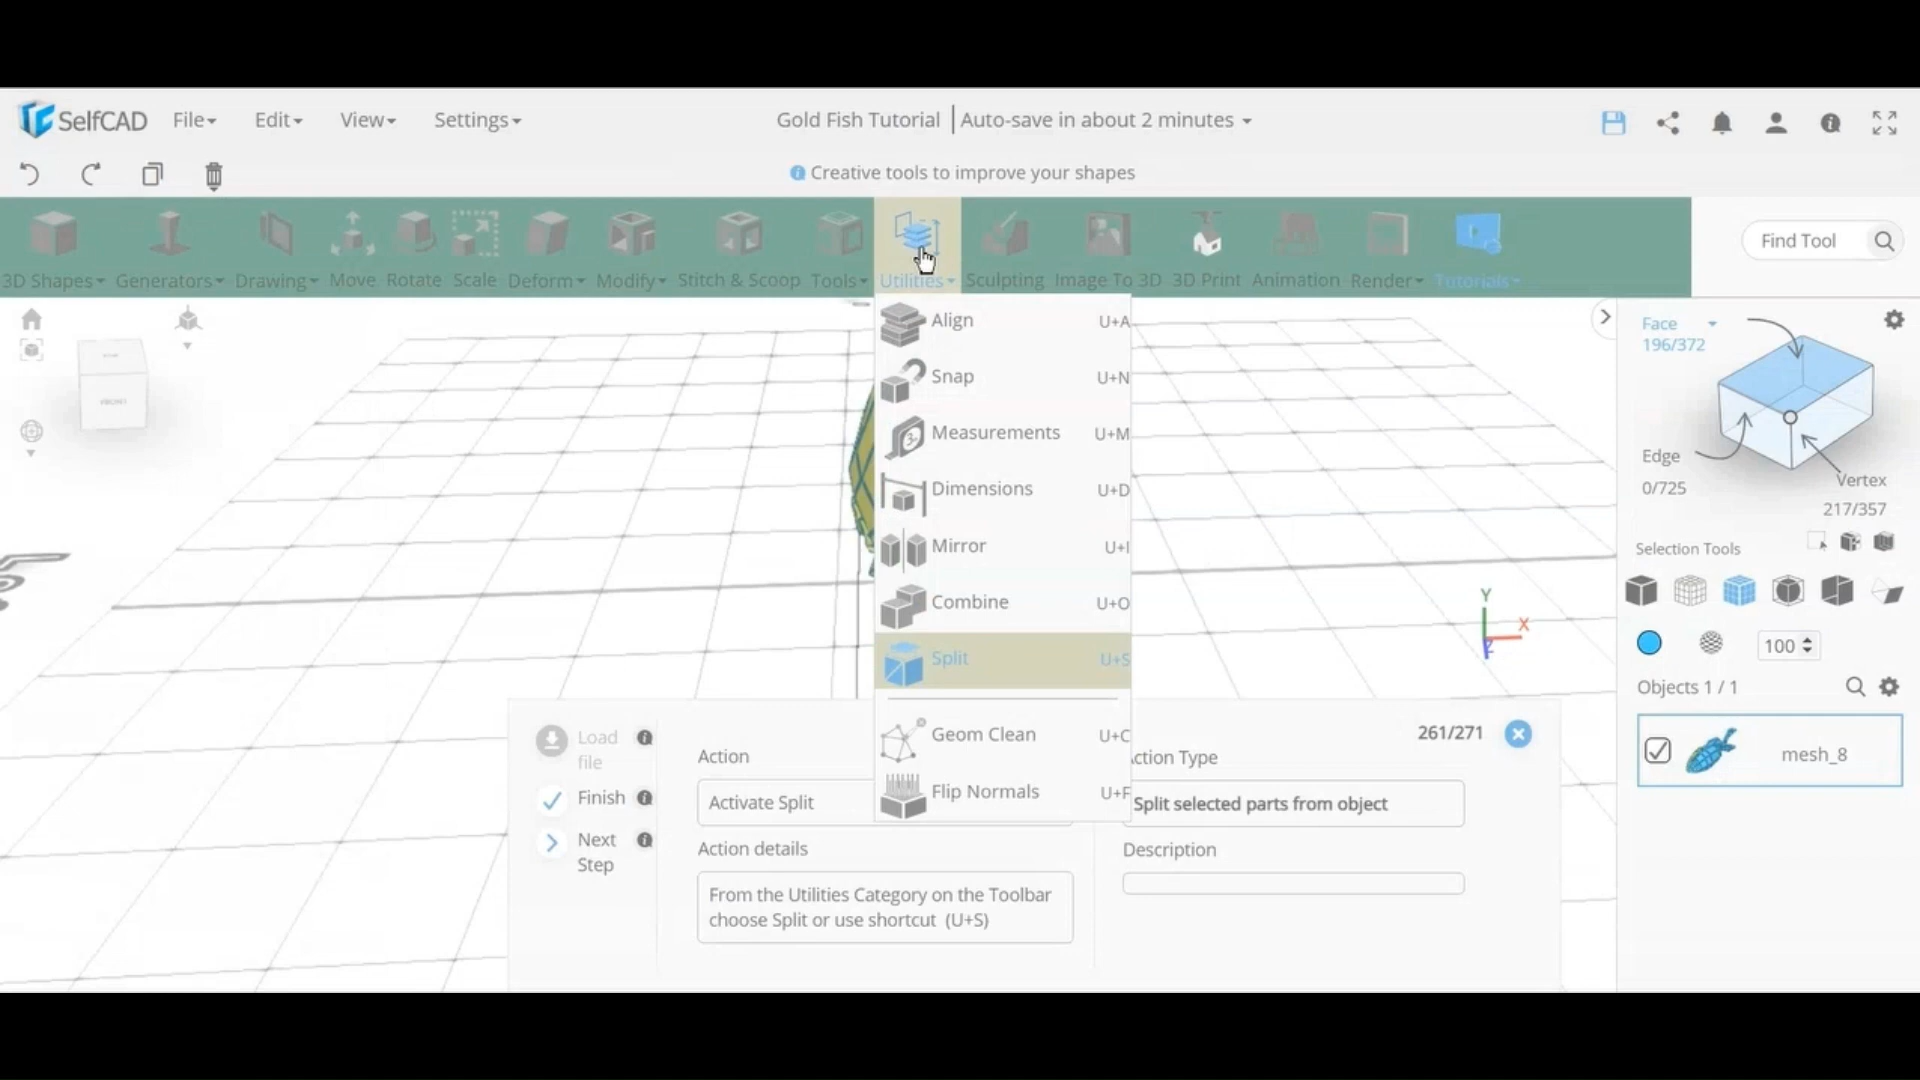 SelfCAD File Edit View Settings Gold Fish Tutorial Auto-save in about 2 minutes
Creative tools to improve your shapes
3D Shapes Generators Drawing Move Rotate Scale Deform Modify Stitch & Scoop Tools Utilities Sculpting Image To 3D 3D Print Animation Render Tutorials
Find Tool
Align U+A
Snap U+N
Measurements U+M
Dimensions U+D
Mirror U+I
Combine U+O
Split U+S
Geom Clean U+C
Flip Normals U+F
FRONT
Y
X
Z
Face
196/372
Edge
0/725
Vertex
217/357
Selection Tools
100
Objects 1 / 1
mesh_8
Load
file
Finish
Next
Step
Action
Activate Split
Action details
From the Utilities Category on the Toolbar
choose Split or use shortcut (U+S)
261/271
ction Type
Split selected parts from object
Description